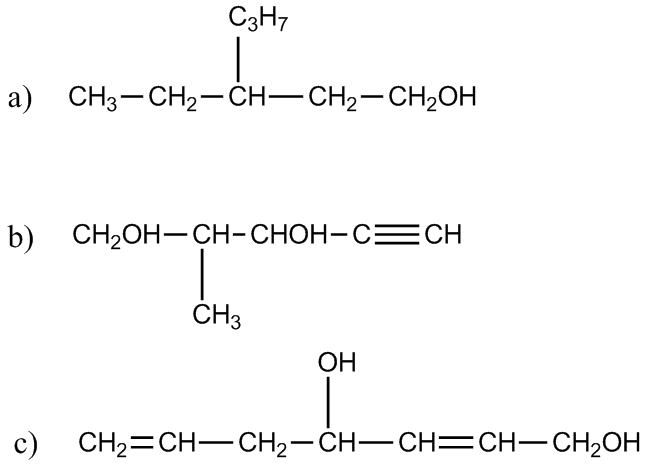 C₃H₇
a) CH₃—CH₂—CH—CH₂—CH₂OH
b) CH₂OH—CH—CHOH—C≡CH
CH₃
OH
c) CH₂=CH—CH₂—CH—CH=CH—CH₂OH